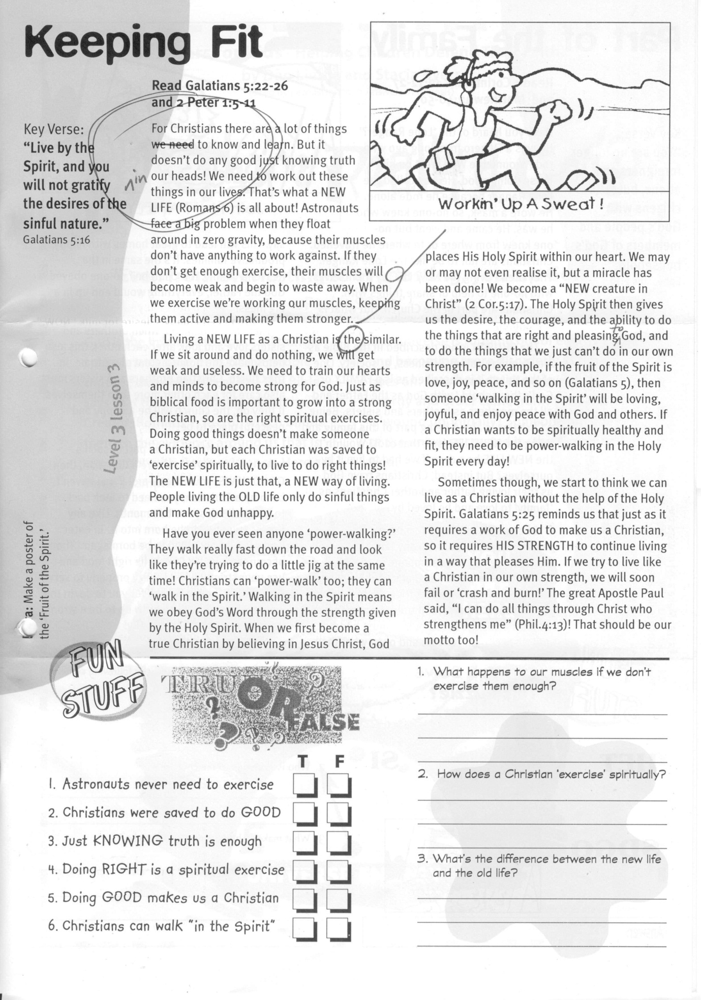 Keeping Fit
Read Galatians 5:22-26
and 2 Peter 1:5-11
Key Verse:
“Live by the
Spirit, and you
will not gratify
the desires of the
sinful nature.”
Galatians 5:16
in
For Christians there are a lot of things
we need to know and learn. But it
doesn’t do any good just knowing truth
our heads! We need to work out these
things in our lives. That’s what a NEW
LIFE (Romans 6) is all about! Astronauts
face a big problem when they float
around in zero gravity, because their muscles
don’t have anything to work against. If they
don’t get enough exercise, their muscles will
become weak and begin to waste away. When
we exercise we’re working our muscles, keeping
them active and making them stronger.
Living a NEW LIFE as a Christian is the similar.
If we sit around and do nothing, we will get
weak and useless. We need to train our hearts
and minds to become strong for God. Just as
biblical food is important to grow into a strong
Christian, so are the right spiritual exercises.
Doing good things doesn’t make someone
a Christian, but each Christian was saved to
‘exercise’ spiritually, to live to do right things!
The NEW LIFE is just that, a NEW way of living.
People living the OLD life only do sinful things
and make God unhappy.
Have you ever seen anyone ‘power-walking?’
They walk really fast down the road and look
like they’re trying to do a little jig at the same
time! Christians can ‘power-walk’ too; they can
‘walk in the Spirit.’ Walking in the Spirit means
we obey God’s Word through the strength given
by the Holy Spirit. When we first become a
true Christian by believing in Jesus Christ, God
Workin’ Up A Sweat!
places His Holy Spirit within our heart. We may
or may not even realise it, but a miracle has
been done! We become a “NEW creature in
Christ” (2 Cor.5:17). The Holy Spirit then gives
us the desire, the courage, and the ability to do
to
the things that are right and pleasing God, and
to do the things that we just can’t do in our own
strength. For example, if the fruit of the Spirit is
love, joy, peace, and so on (Galatians 5), then
someone ‘walking in the Spirit’ will be loving,
joyful, and enjoy peace with God and others. If
a Christian wants to be spiritually healthy and
fit, they need to be power-walking in the Holy
Spirit every day!
Sometimes though, we start to think we can
live as a Christian without the help of the Holy
Spirit. Galatians 5:25 reminds us that just as it
requires a work of God to make us a Christian,
so it requires HIS STRENGTH to continue living
in a way that pleases Him. If we try to live like
a Christian in our own strength, we will soon
fail or ‘crash and burn!’ The great Apostle Paul
said, “I can do all things through Christ who
strengthens me” (Phil.4:13)! That should be our
motto too!
Level 3 lesson 3
a: Make a poster of
the ‘Fruit of the Spirit.’
FUN
STUFF
TRUE
OR
FALSE
T F
1. Astronauts never need to exercise
2. Christians were saved to do GOOD
3. Just KNOWING truth is enough
4. Doing RIGHT is a spiritual exercise
5. Doing GOOD makes us a Christian
6. Christians can walk “in the Spirit”
1. What happens to our muscles if we don’t
exercise them enough?
2. How does a Christian ‘exercise’ spiritually?
3. What’s the difference between the new life
and the old life?